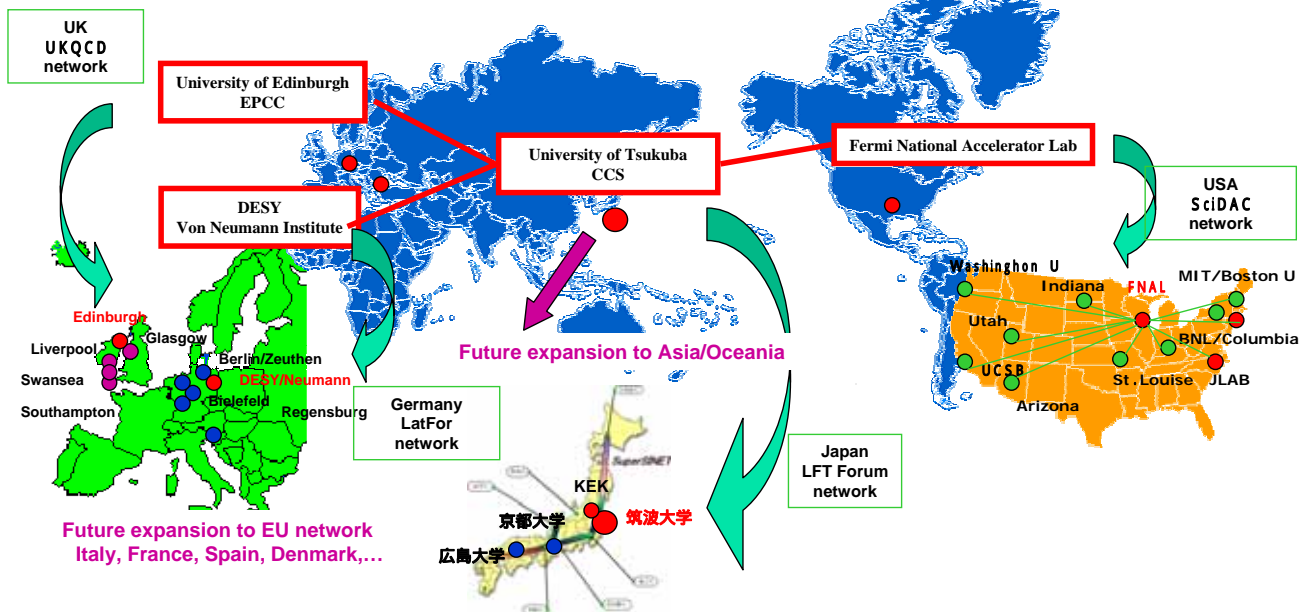 UK
UKQCD
network
University of Edinburgh
EPCC
University of Tsukuba
CCS
Fermi National Accelerator Lab
DESY
Von Neumann Institute
USA
SciDAC
network
Edinburgh
Glasgow
Liverpool
Berlin/Zeuthen
Swansea
DESY/Neumann
Bielefeld
Southampton
Regensburg
Future expansion to EU network
Italy, France, Spain, Denmark,...
Germany
LatFor
network
Future expansion to Asia/Oceania
SuperSINET
KEK
京都大学
筑波大学
広島大学
Japan
LFT Forum
network
Washinghon U
Indiana
FNAL
MIT/Boston U
Utah
BNL/Columbia
UCSB
St.Louise
JLAB
Arizona